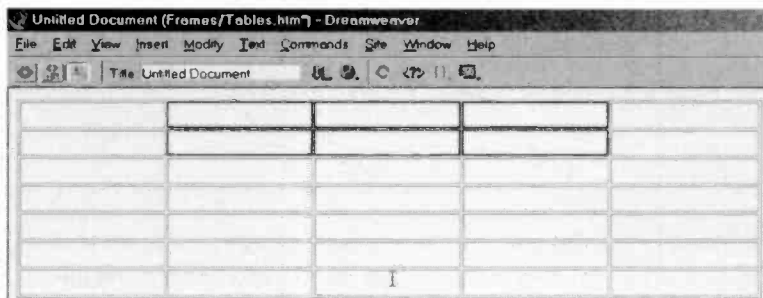 Untitled Document (Frames/Tables.htm*) - Dreamweaver
File Edit View Insert Modify Text Commands Site Window Help
Title Untitled Document